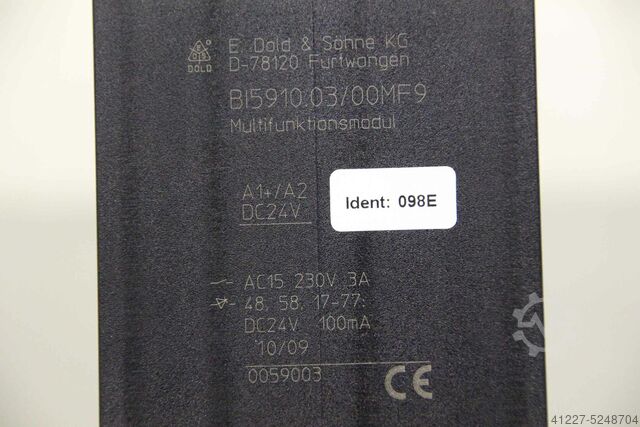 E. Dold & Söhne KG
D-78120 Furtwangen
DOLD
BI5910.03/00MF9
Multifunktionsmodul
A1+/A2
DC24V
Ident: 098E
AC15 230V 3A
48, 58, 17-77:
DC24V 100mA
10/09
0059003
CE
41227-5248704